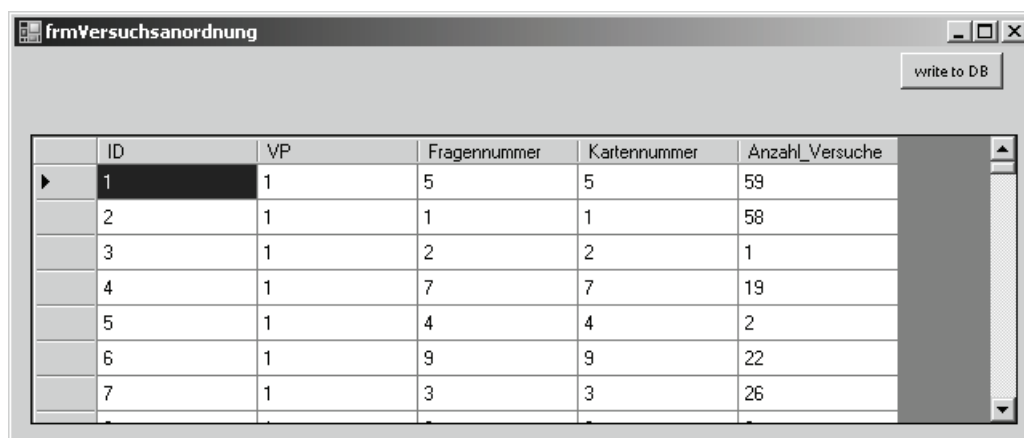 frmVersuchsanordnung
write to DB
ID VP Fragennummer Kartennummer Anzahl_Versuche
1 1 5 5 59
2 1 1 1 58
3 1 2 2 1
4 1 7 7 19
5 1 4 4 2
6 1 9 9 22
7 1 3 3 26